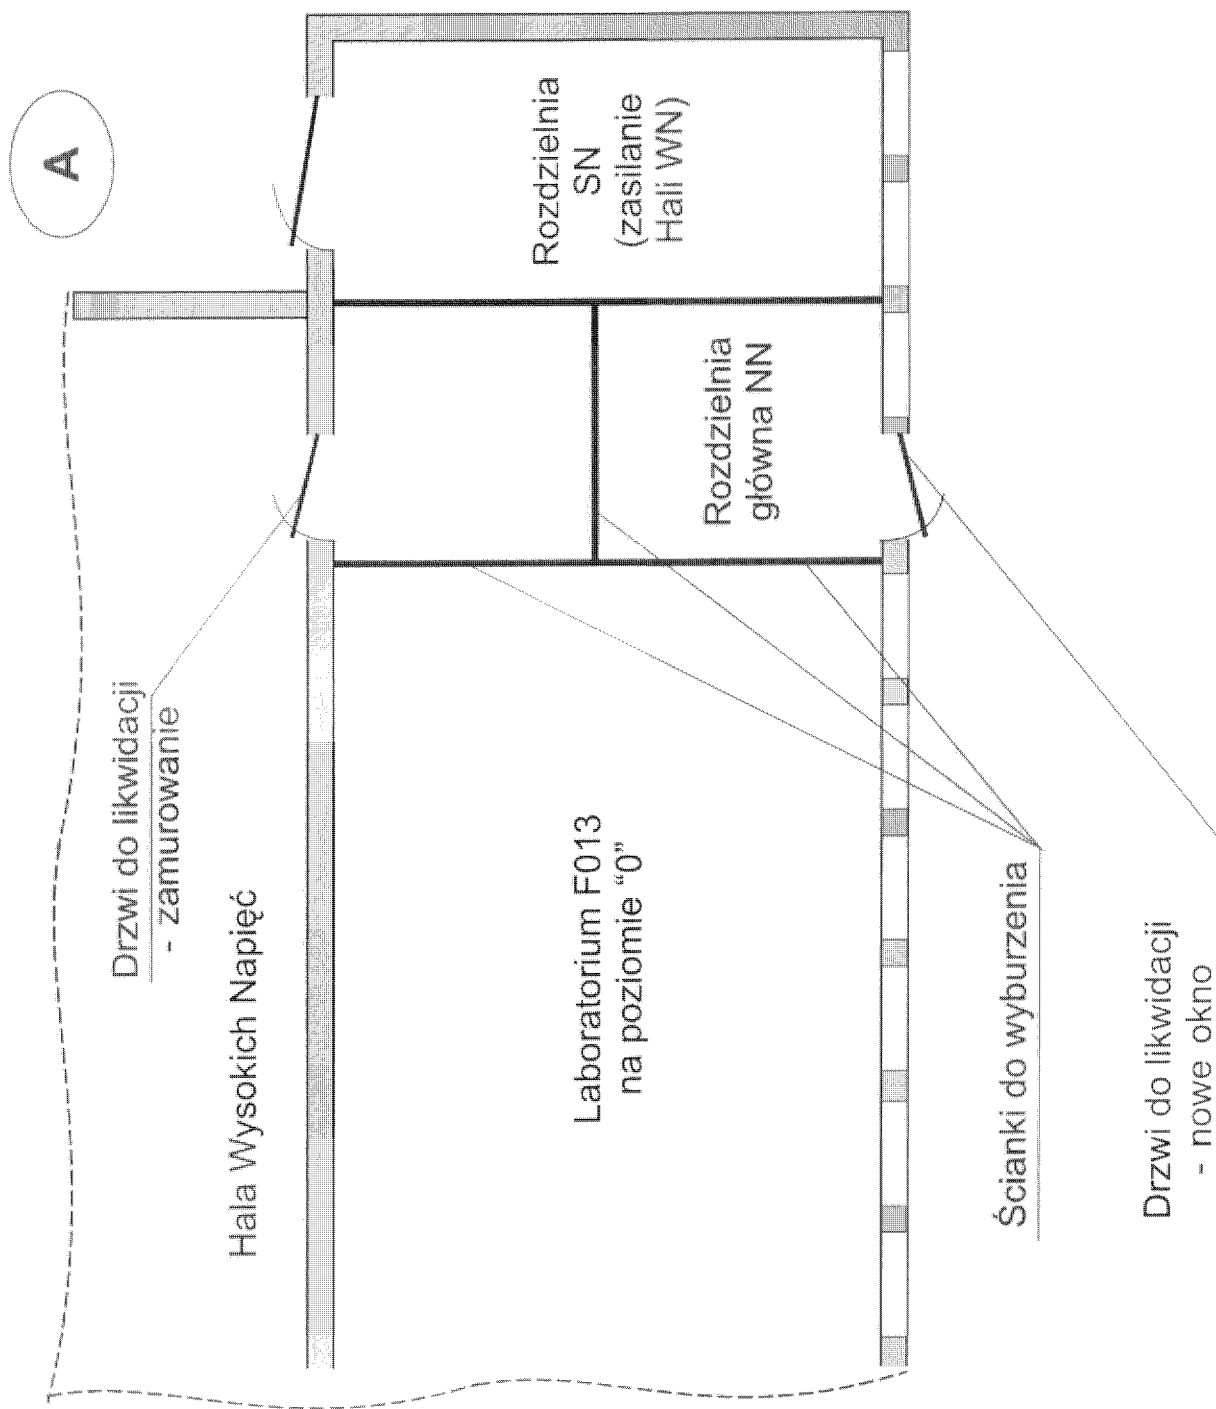 Drzwi do likwidacji
- zamurowanie
A
Hala Wysokich Napięć
Rozdzielnia
SN
(zasilanie
Hali WN)
Laboratorium F013
na poziomie “0”
Rozdzielnia
główna NN
Ścianki do wyburzenia
Drzwi do likwidacji
- nowe okno